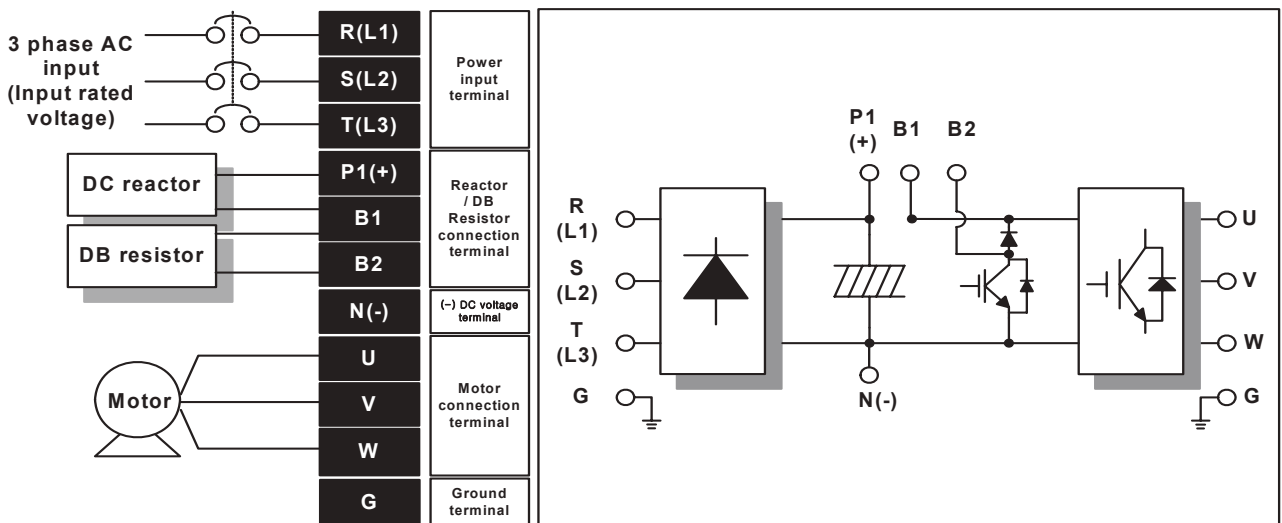 3 phase AC
input
(Input rated
voltage)
R(L1)
S(L2)
T(L3)
Power
input
terminal
DC reactor
DB resistor
P1(+)
B1
B2
Reactor
/ DB
Resistor
connection
terminal
N(-)
(-) DC voltage
terminal
Motor
U
V
W
Motor
connection
terminal
G
Ground
terminal
P1
(+)
B1
B2
R
(L1)
S
(L2)
T
(L3)
G
N(-)
U
V
W
G